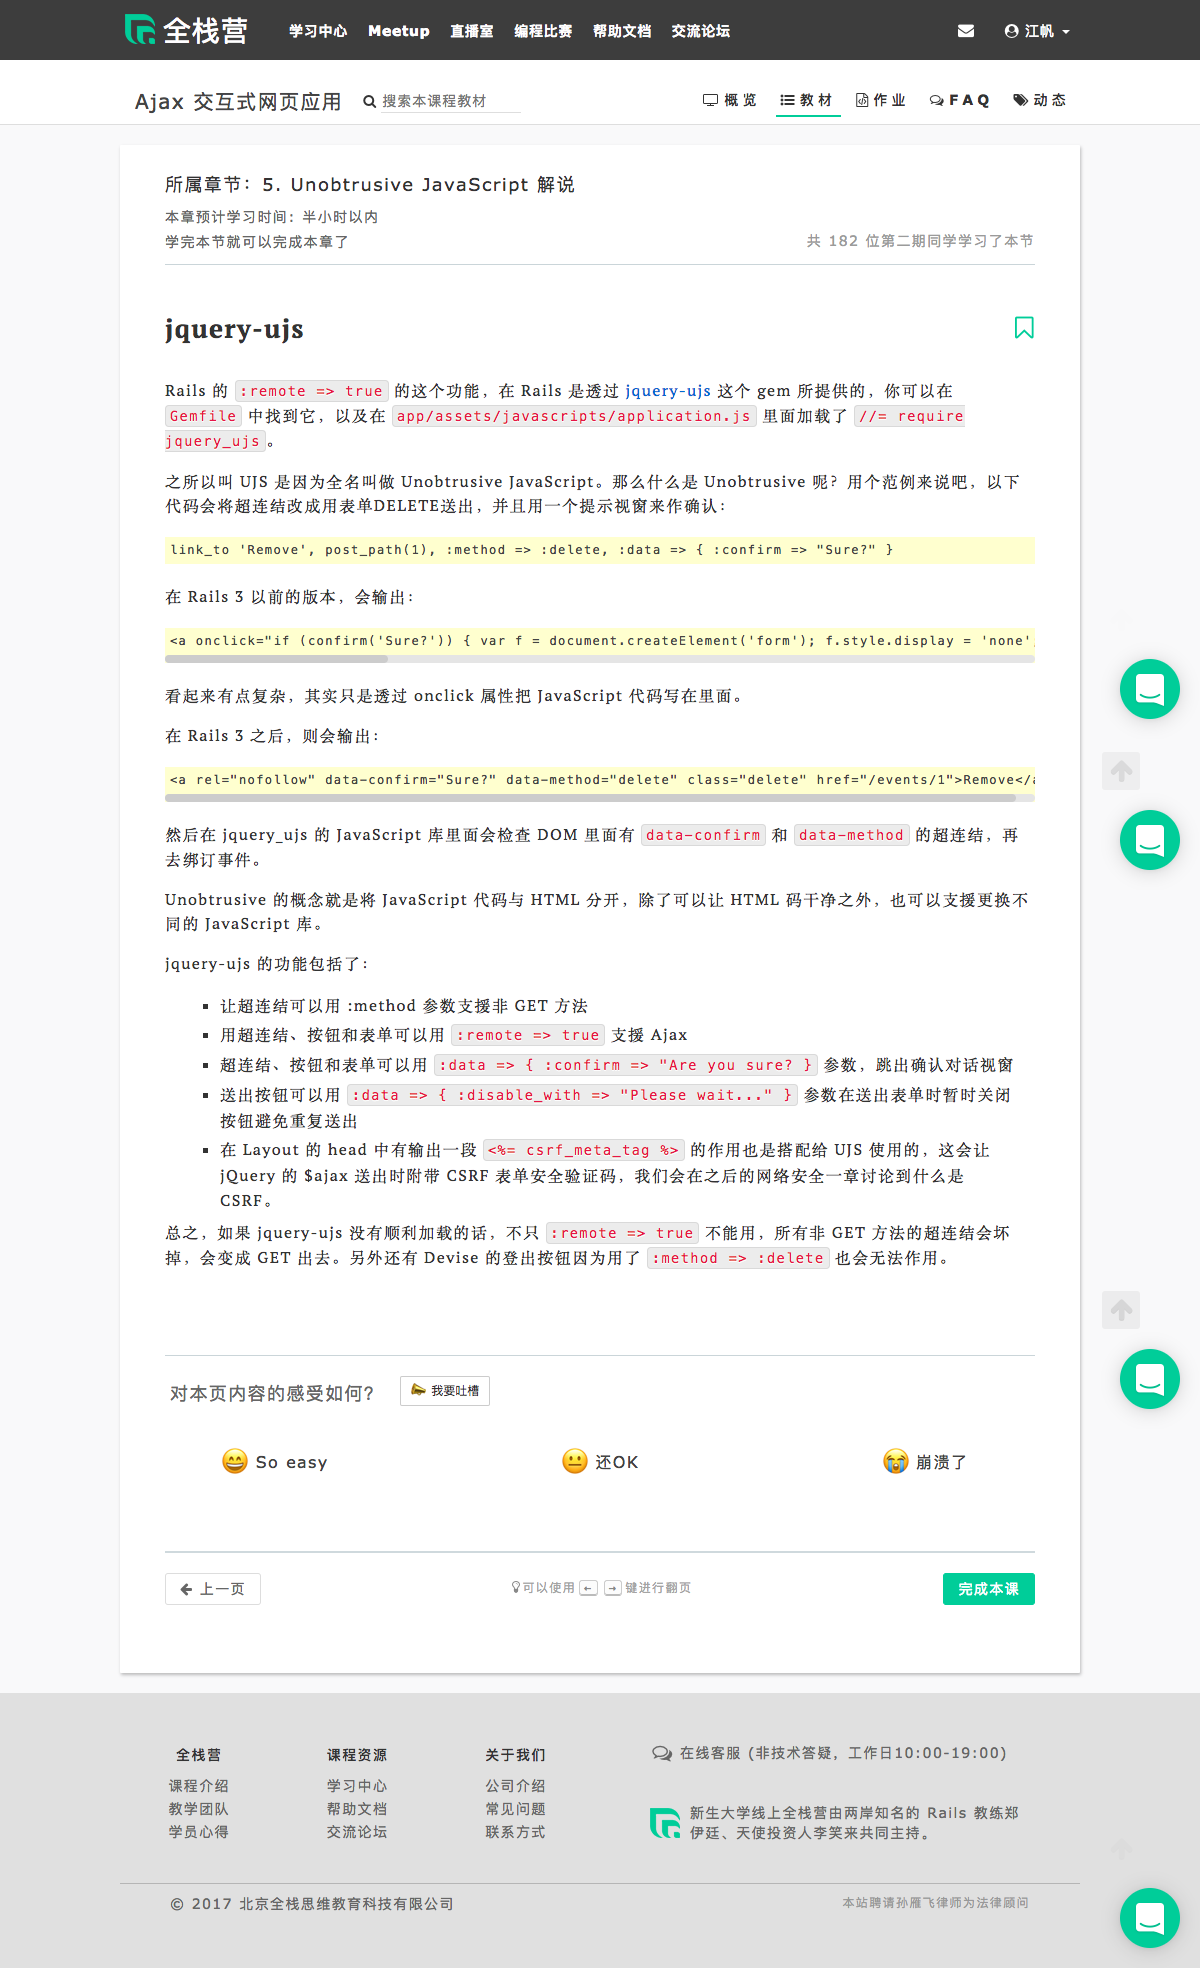 全栈营 学习中心 Meetup 直播室 编程比赛 帮助文档 交流论坛 江帆
Ajax 交互式网页应用 搜索本课程教材 概览 教材 作业 FAQ 动态
所属章节：5. Unobtrusive JavaScript 解说
本章预计学习时间：半小时以内
学完本节就可以完成本章了 共 182 位第二期同学学习了本节
jquery-ujs
Rails 的 :remote => true 的这个功能，在 Rails 是透过 jquery-ujs 这个 gem 所提供的，你可以在
Gemfile 中找到它，以及在 app/assets/javascripts/application.js 里面加载了 //= require
jquery_ujs 。
之所以叫 UJS 是因为全名叫做 Unobtrusive JavaScript。那么什么是 Unobtrusive 呢？用个范例来说吧，以下
代码会将超连结改成用表单DELETE送出，并且用一个提示视窗来作确认：
link_to 'Remove', post_path(1), :method => :delete, :data => { :confirm => "Sure?" }
在 Rails 3 以前的版本，会输出：
<a onclick="if (confirm('Sure?')) { var f = document.createElement('form'); f.style.display = 'none'
看起来有点复杂，其实只是透过 onclick 属性把 JavaScript 代码写在里面。
在 Rails 3 之后，则会输出：
<a rel="nofollow" data-confirm="Sure?" data-method="delete" class="delete" href="/events/1">Remove</a
然后在 jquery_ujs 的 JavaScript 库里面会检查 DOM 里面有 data-confirm 和 data-method 的超连结，再
去绑订事件。
Unobtrusive 的概念就是将 JavaScript 代码与 HTML 分开，除了可以让 HTML 码干净之外，也可以支援更换不
同的 JavaScript 库。
jquery-ujs 的功能包括了：
让超连结可以用 :method 参数支援非 GET 方法
用超连结、按钮和表单可以用 :remote => true 支援 Ajax
超连结、按钮和表单可以用 :data => { :confirm => "Are you sure? } 参数，跳出确认对话视窗
送出按钮可以用 :data => { :disable_with => "Please wait..." } 参数在送出表单时暂时关闭
按钮避免重复送出
在 Layout 的 head 中有输出一段 <%= csrf_meta_tag %> 的作用也是搭配给 UJS 使用的，这会让
jQuery 的 $ajax 送出时附带 CSRF 表单安全验证码，我们会在之后的网络安全一章讨论到什么是
CSRF。
总之，如果 jquery-ujs 没有顺利加载的话，不只 :remote => true 不能用，所有非 GET 方法的超连结会坏
掉，会变成 GET 出去。另外还有 Devise 的登出按钮因为用了 :method => :delete 也会无法作用。
对本页内容的感受如何？ 我要吐槽
So easy 还OK 崩溃了
上一页 可以使用 ← → 键进行翻页 完成本课
全栈营 课程资源 关于我们 在线客服 (非技术答疑，工作日10:00-19:00)
课程介绍 学习中心 公司介绍
教学团队 帮助文档 常见问题 新生大学线上全栈营由两岸知名的 Rails 教练郑
学员心得 交流论坛 联系方式 伊廷、天使投资人李笑来共同主持。
© 2017 北京全栈思维教育科技有限公司 本站聘请孙雁飞律师为法律顾问